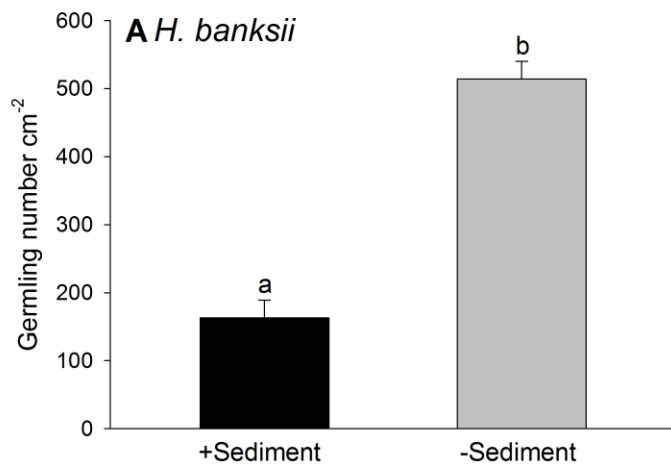 A H. banksii
Germling number cm-2
600
500
400
300
200
100
0
a
b
+Sediment
-Sediment